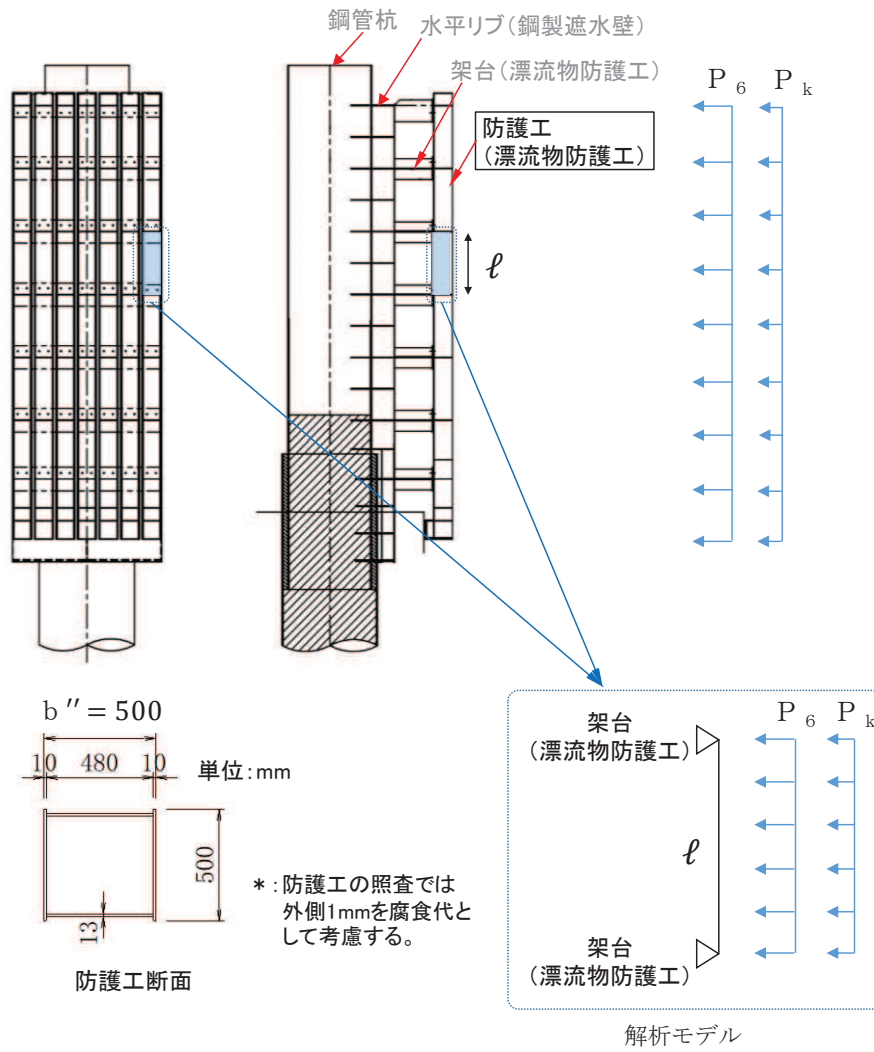 鋼管杭
水平リブ(鋼製遮水壁)
架台(漂流物防護工)
防護工
(漂流物防護工)
P 6
P k
ℓ
b ″ = 500
10 480 10
単位:mm
500
13
*:防護工の照査では
外側1mmを腐食代と
して考慮する。
防護工断面
架台
(漂流物防護工)
P 6
P k
ℓ
架台
(漂流物防護工)
解析モデル